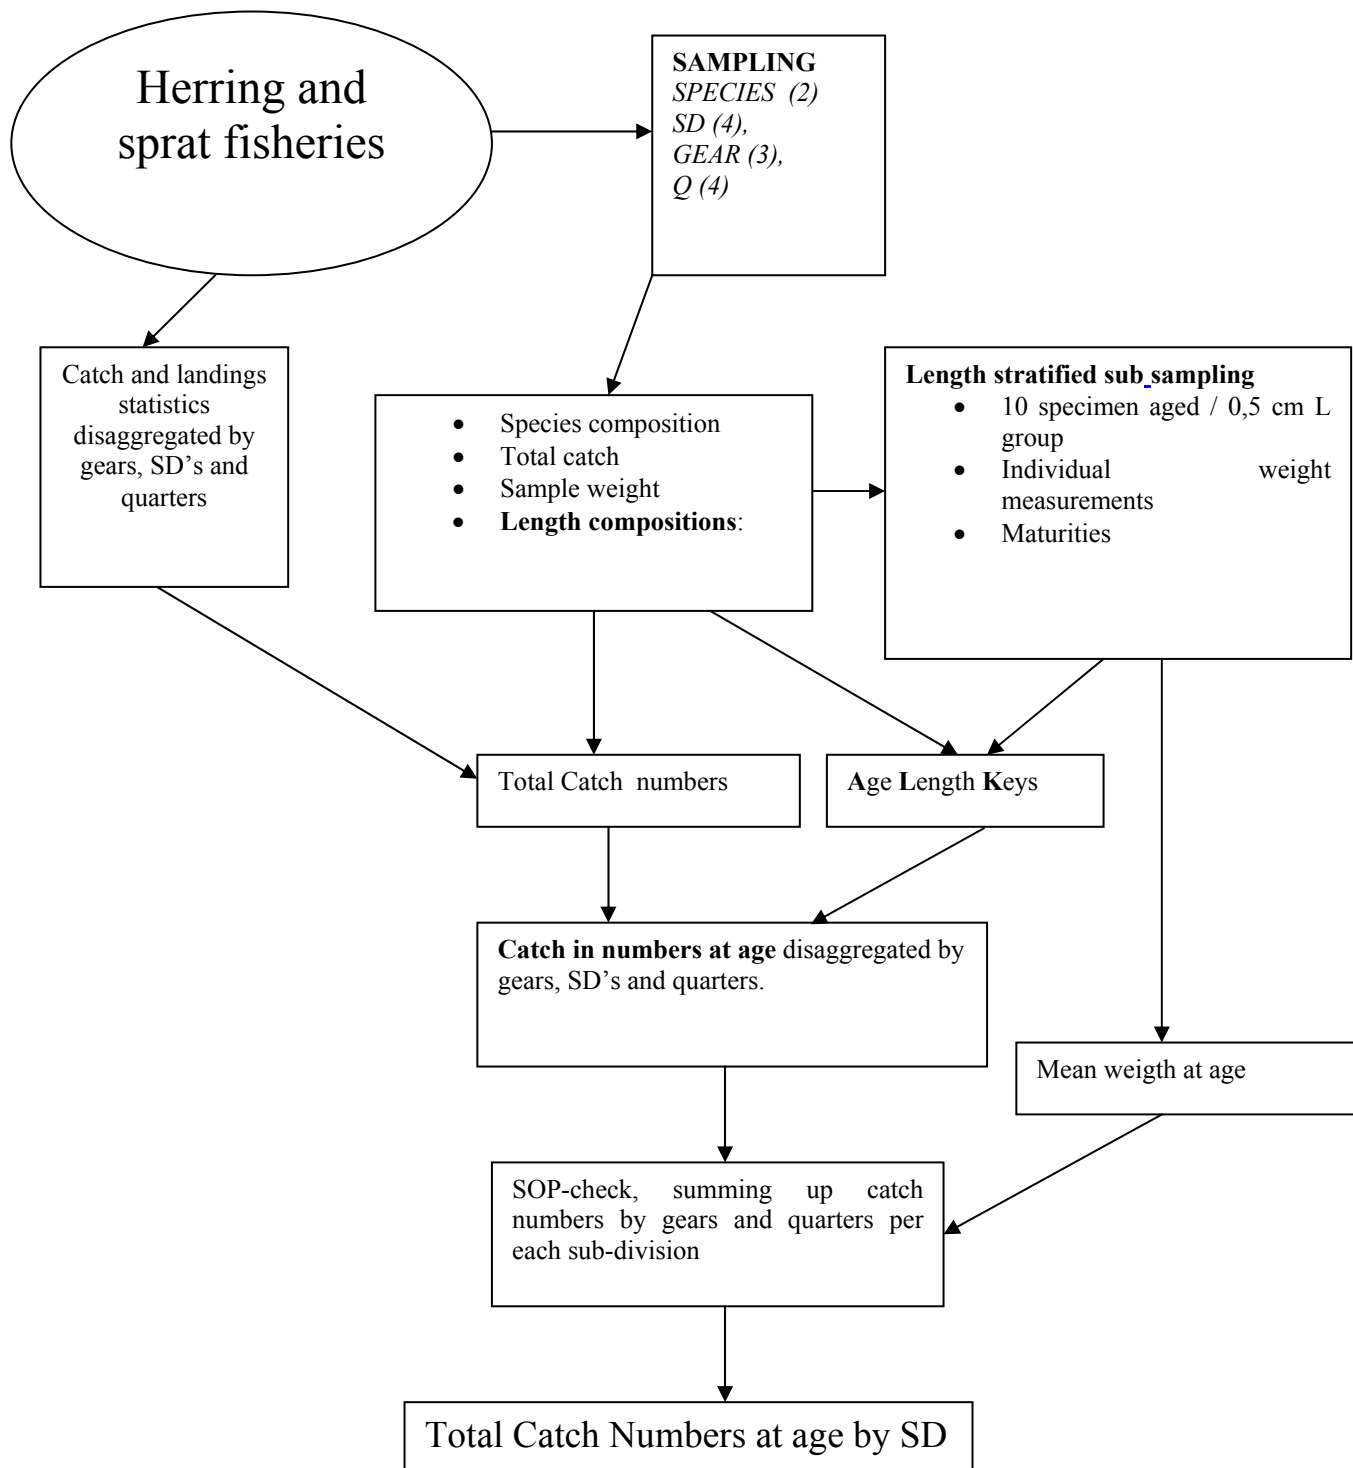 Herring and
sprat fisheries
SAMPLING
SPECIES (2)
SD (4),
GEAR (3),
Q (4)
Catch and landings
statistics
disaggregated by
gears, SD’s and
quarters
• Species composition
• Total catch
• Sample weight
• Length compositions:
Length stratified sub sampling
• 10 specimen aged / 0,5 cm L
group
• Individual weight
measurements
• Maturities
Total Catch numbers
Age Length Keys
Catch in numbers at age disaggregated by
gears, SD’s and quarters.
Mean weigth at age
SOP-check, summing up catch
numbers by gears and quarters per
each sub-division
Total Catch Numbers at age by SD